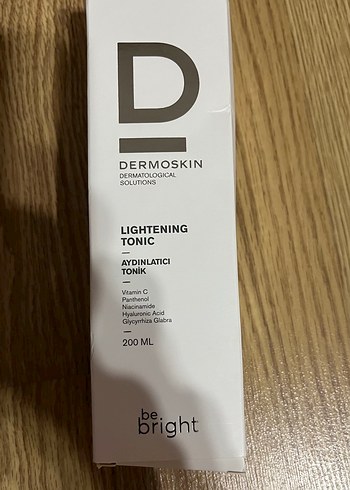 D
DERMOSKIN
DERMATOLOGICAL
SOLUTIONS
LIGHTENING
TONIC
AYDINLATICI
TONİK
Vitamin C
Panthenol
Niacinamide
Hyaluronic Acid
Glycyrrhiza Glabra
200 ML
be
bright